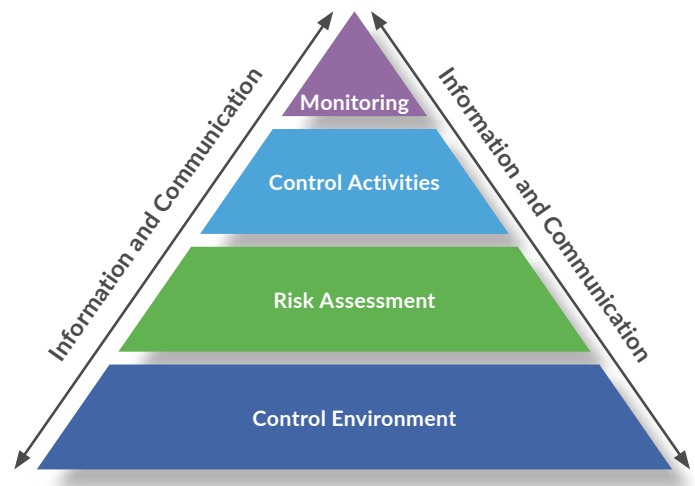 Monitoring
Information and Communication
Information and Communication
Control Activities
Risk Assessment
Control Environment